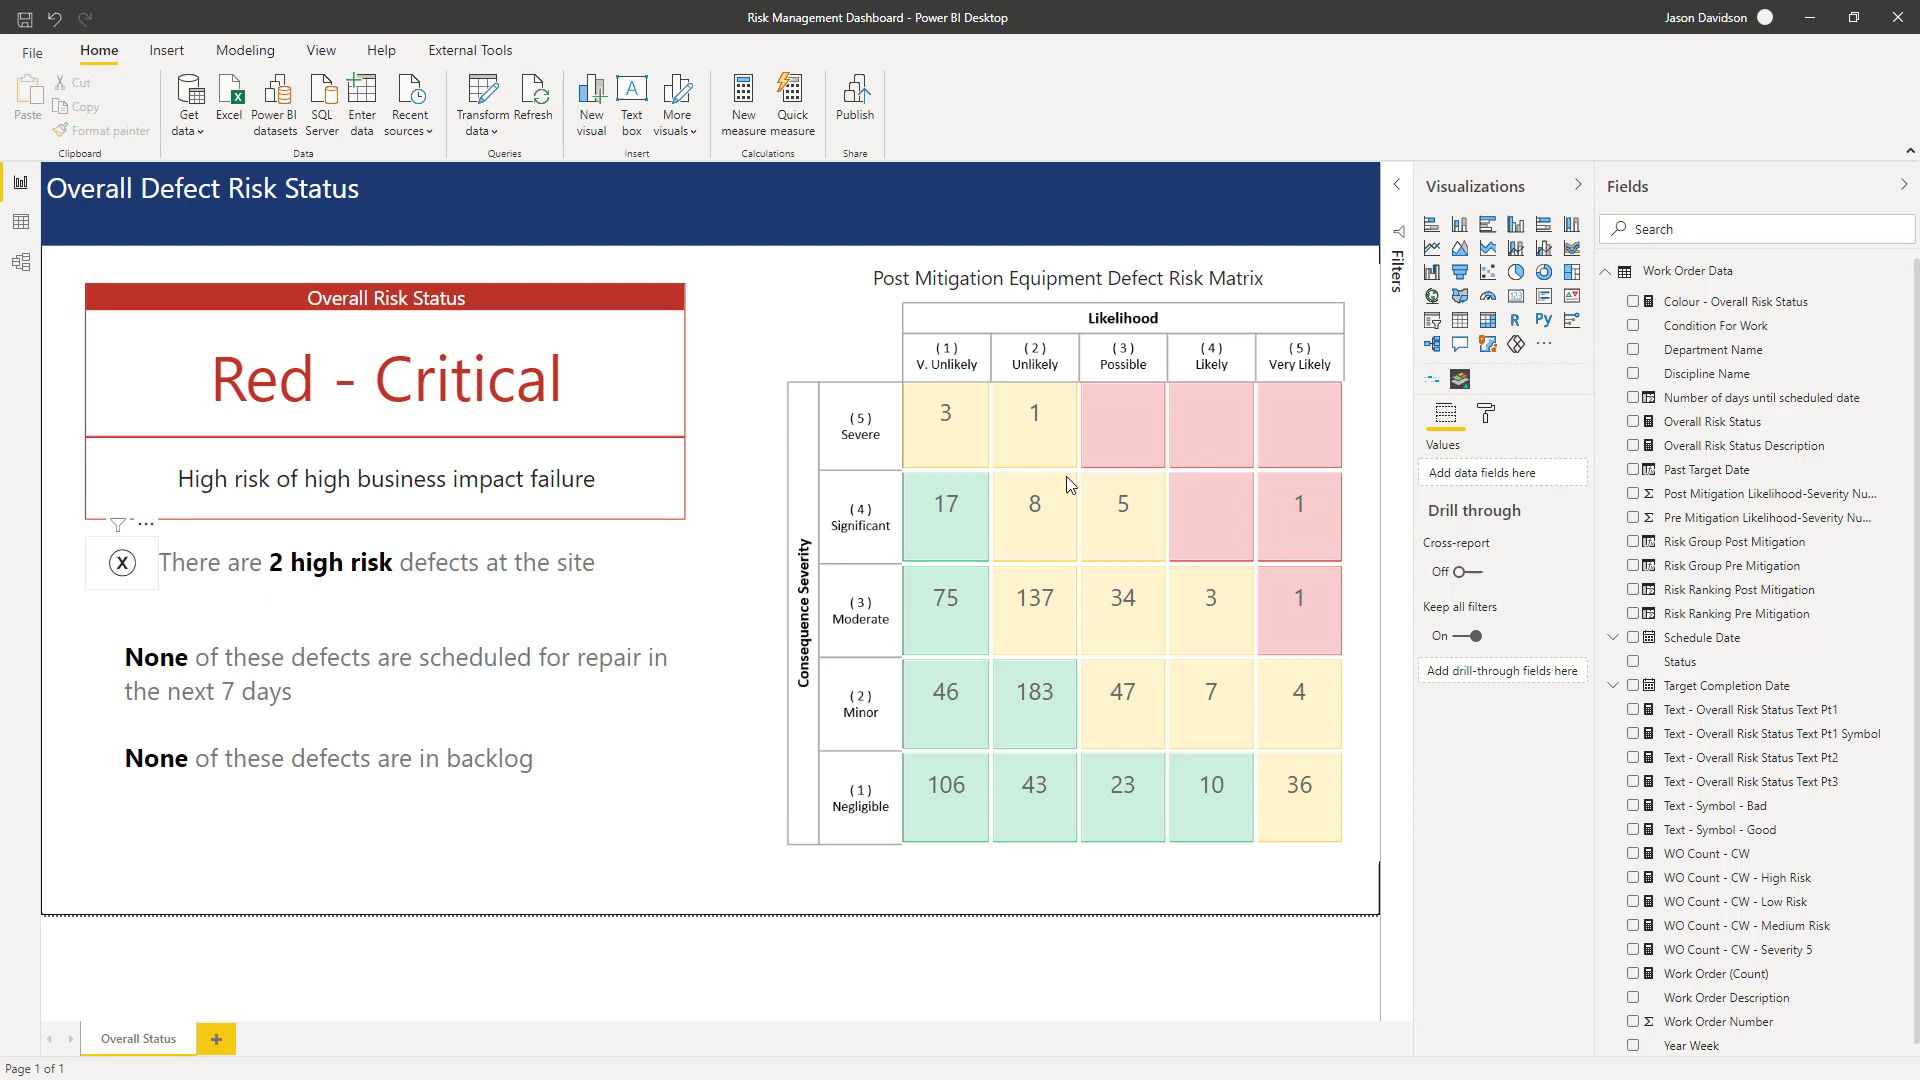 Risk Management Dashboard - Power BI Desktop
Jason Davidson
File
Home
Insert
Modeling
View
Help
External Tools
Paste
Cut
Copy
Format painter
Clipboard
Get data
Excel
Power BI datasets
SQL Server
Enter data
Recent sources
Data
Transform data
Refresh
Queries
New visual
Text box
More visuals
Insert
New measure
Quick measure
Calculations
Publish
Share
Overall Defect Risk Status
Overall Risk Status
Red - Critical
High risk of high business impact failure
X
There are 2 high risk defects at the site
None of these defects are scheduled for repair in
the next 7 days
None of these defects are in backlog
Post Mitigation Equipment Defect Risk Matrix
Likelihood
( 1 ) V. Unlikely
( 2 ) Unlikely
( 3 ) Possible
( 4 ) Likely
( 5 ) Very Likely
Consequence Severity
( 5 ) Severe
3 1
( 4 ) Significant
17 8 5 1
( 3 ) Moderate
75 137 34 3 1
( 2 ) Minor
46 183 47 7 4
( 1 ) Negligible
106 43 23 10 36
Filters
Visualizations
123
R
Py
Values
Add data fields here
Drill through
Cross-report
Off
Keep all filters
On
Add drill-through fields here
Fields
Search
Work Order Data
Colour - Overall Risk Status
Condition For Work
Department Name
Discipline Name
Number of days until scheduled date
Overall Risk Status
Overall Risk Status Description
Past Target Date
Σ Post Mitigation Likelihood-Severity Nu...
Σ Pre Mitigation Likelihood-Severity Nu...
Risk Group Post Mitigation
Risk Group Pre Mitigation
Risk Ranking Post Mitigation
Risk Ranking Pre Mitigation
Schedule Date
Status
Target Completion Date
Text - Overall Risk Status Text Pt1
Text - Overall Risk Status Text Pt1 Symbol
Text - Overall Risk Status Text Pt2
Text - Overall Risk Status Text Pt3
Text - Symbol - Bad
Text - Symbol - Good
WO Count - CW
WO Count - CW - High Risk
WO Count - CW - Low Risk
WO Count - CW - Medium Risk
WO Count - CW - Severity 5
Work Order (Count)
Work Order Description
Σ Work Order Number
Year Week
Overall Status
Page 1 of 1